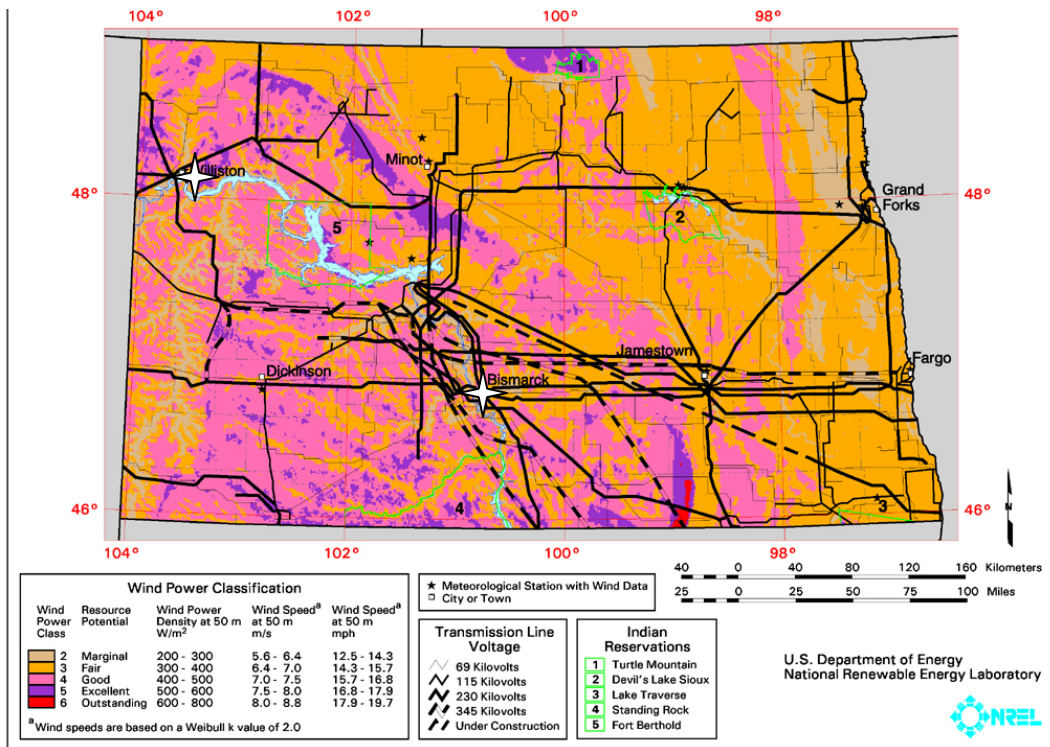 104° 102° 100° 98°
1
Minot
Williston
48° 48°
Grand
Forks
2
5
Jamestown
Fargo
Dickinson
Bismarck
46° 4 3 46°
N
104° 102° 100° 98°
Wind Power Classification
Wind Resource Wind Power Wind Speedᵃ Wind Speedᵃ
Power Potential Density at 50 m at 50 m at 50 m
Class W/m² m/s mph
2 Marginal 200 - 300 5.6 - 6.4 12.5 - 14.3
3 Fair 300 - 400 6.4 - 7.0 14.3 - 15.7
4 Good 400 - 500 7.0 - 7.5 15.7 - 16.8
5 Excellent 500 - 600 7.5 - 8.0 16.8 - 17.9
6 Outstanding 600 - 800 8.0 - 8.8 17.9 - 19.7
ᵃ Wind speeds are based on a Weibull k value of 2.0
★ Meteorological Station with Wind Data
□ City or Town
Transmission Line
Voltage
69 Kilovolts
115 Kilovolts
230 Kilovolts
345 Kilovolts
Under Construction
Indian
Reservations
1 Turtle Mountain
2 Devil's Lake Sioux
3 Lake Traverse
4 Standing Rock
5 Fort Berthold
40 0 40 80 120 160 Kilometers
25 0 25 50 75 100 Miles
U.S. Department of Energy
National Renewable Energy Laboratory
NREL